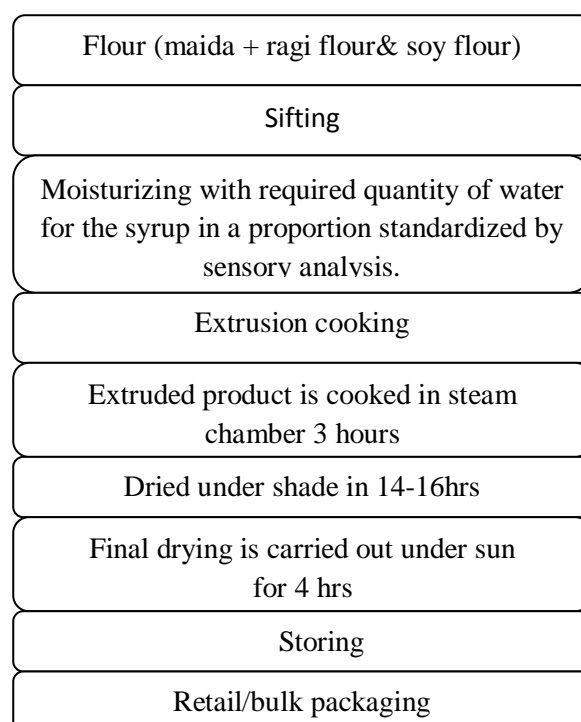 Flour (maida + ragi flour& soy flour)
Sifting
Moisturizing with required quantity of water
for the syrup in a proportion standardized by
sensory analysis.
Extrusion cooking
Extruded product is cooked in steam
chamber 3 hours
Dried under shade in 14-16hrs
Final drying is carried out under sun
for 4 hrs
Storing
Retail/bulk packaging